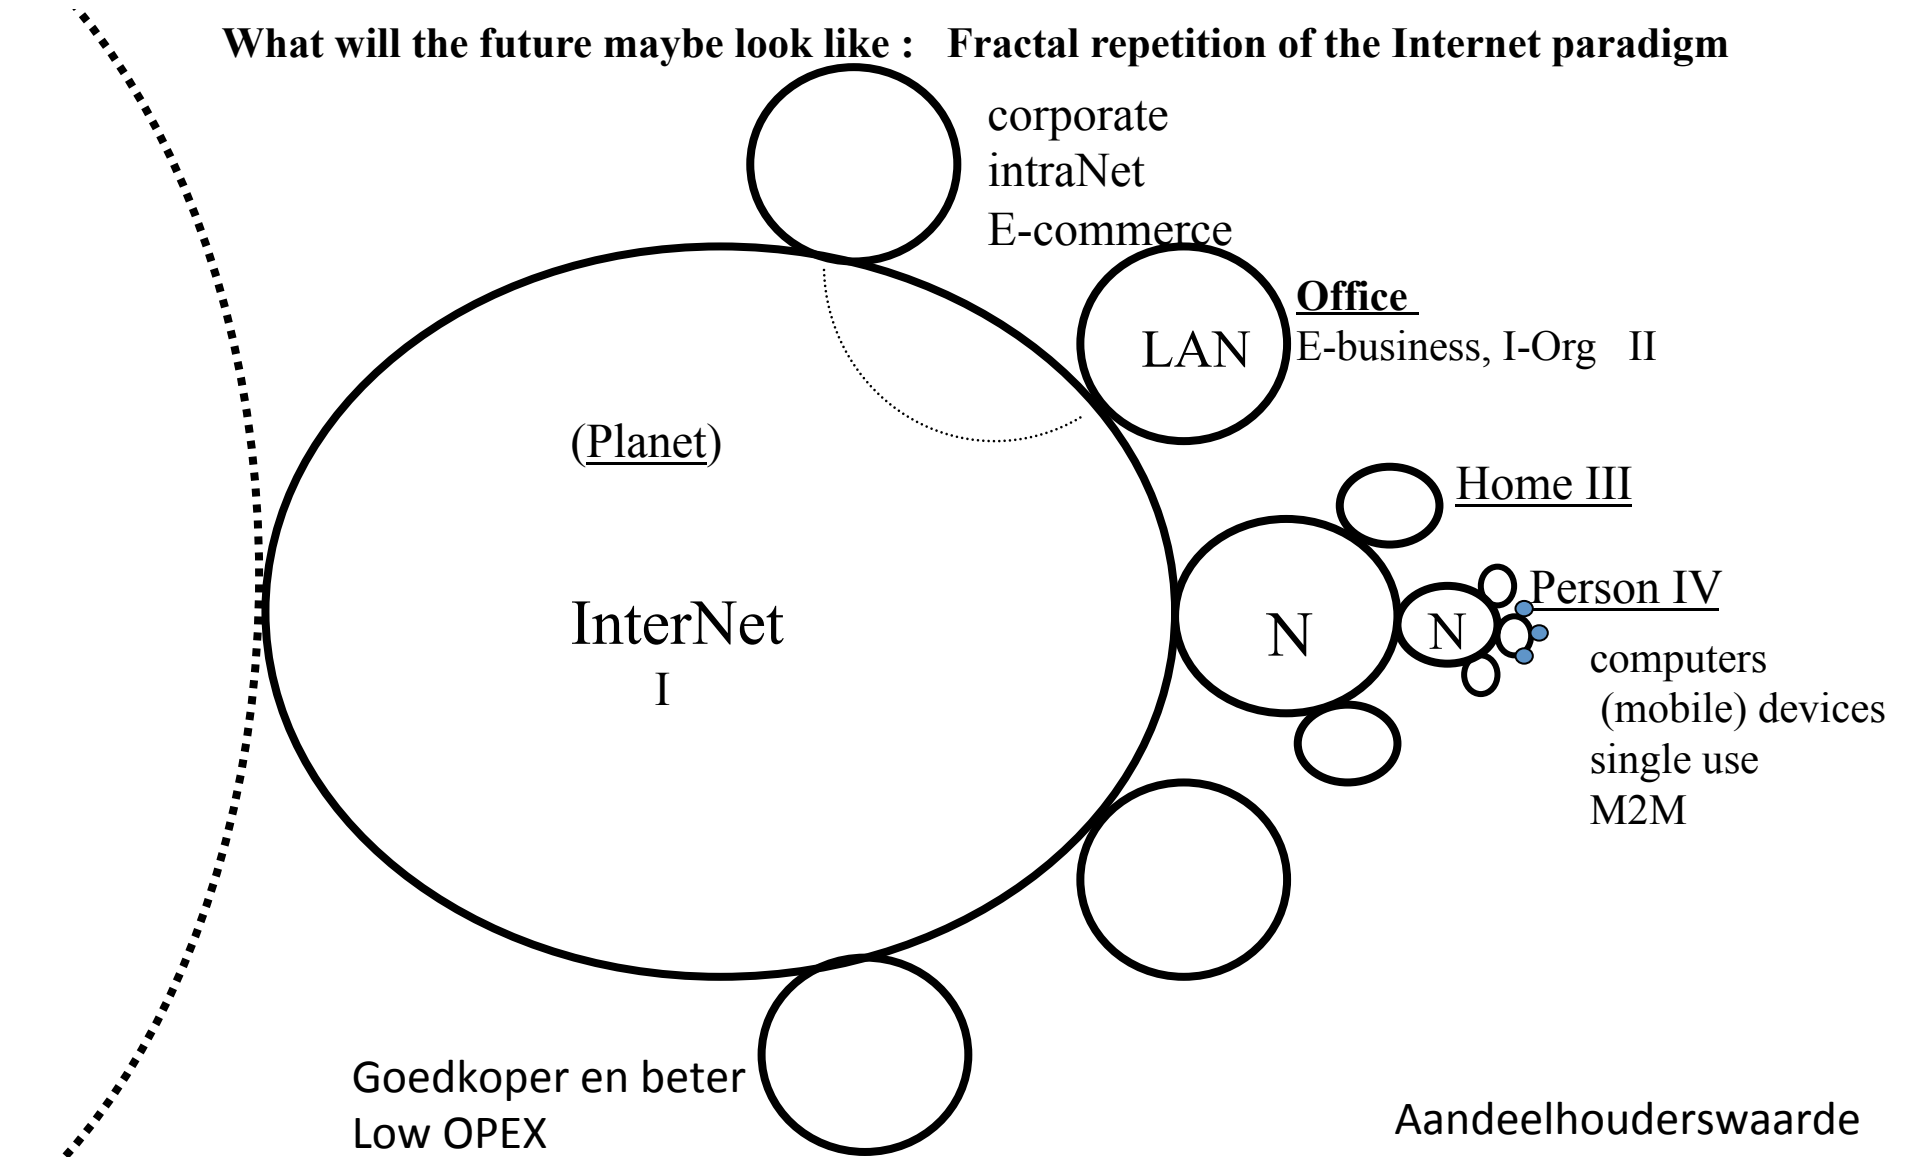 What will the future maybe look like : Fractal repetition of the Internet paradigm
corporate
intraNet
E-commerce
Office
LAN
E-business, I-Org II
(Planet)
Home III
InterNet
I
N
N
Person IV
computers
(mobile) devices
single use
M2M
Goedkoper en beter
Low OPEX
Aandeelhouderswaarde